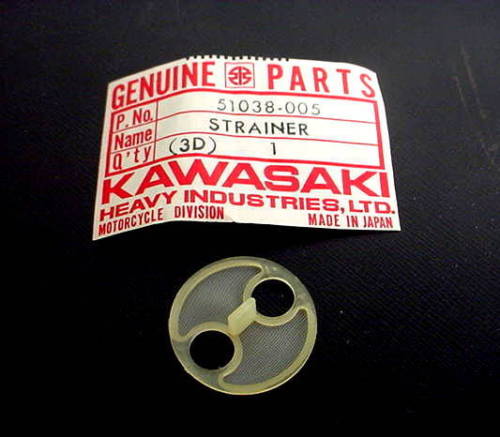 GENUINE PARTS
P. No. 51038-005
Name STRAINER
Q'ty (3D) 1
KAWASAKI
HEAVY INDUSTRIES, LTD.
MOTORCYCLE DIVISION MADE IN JAPAN